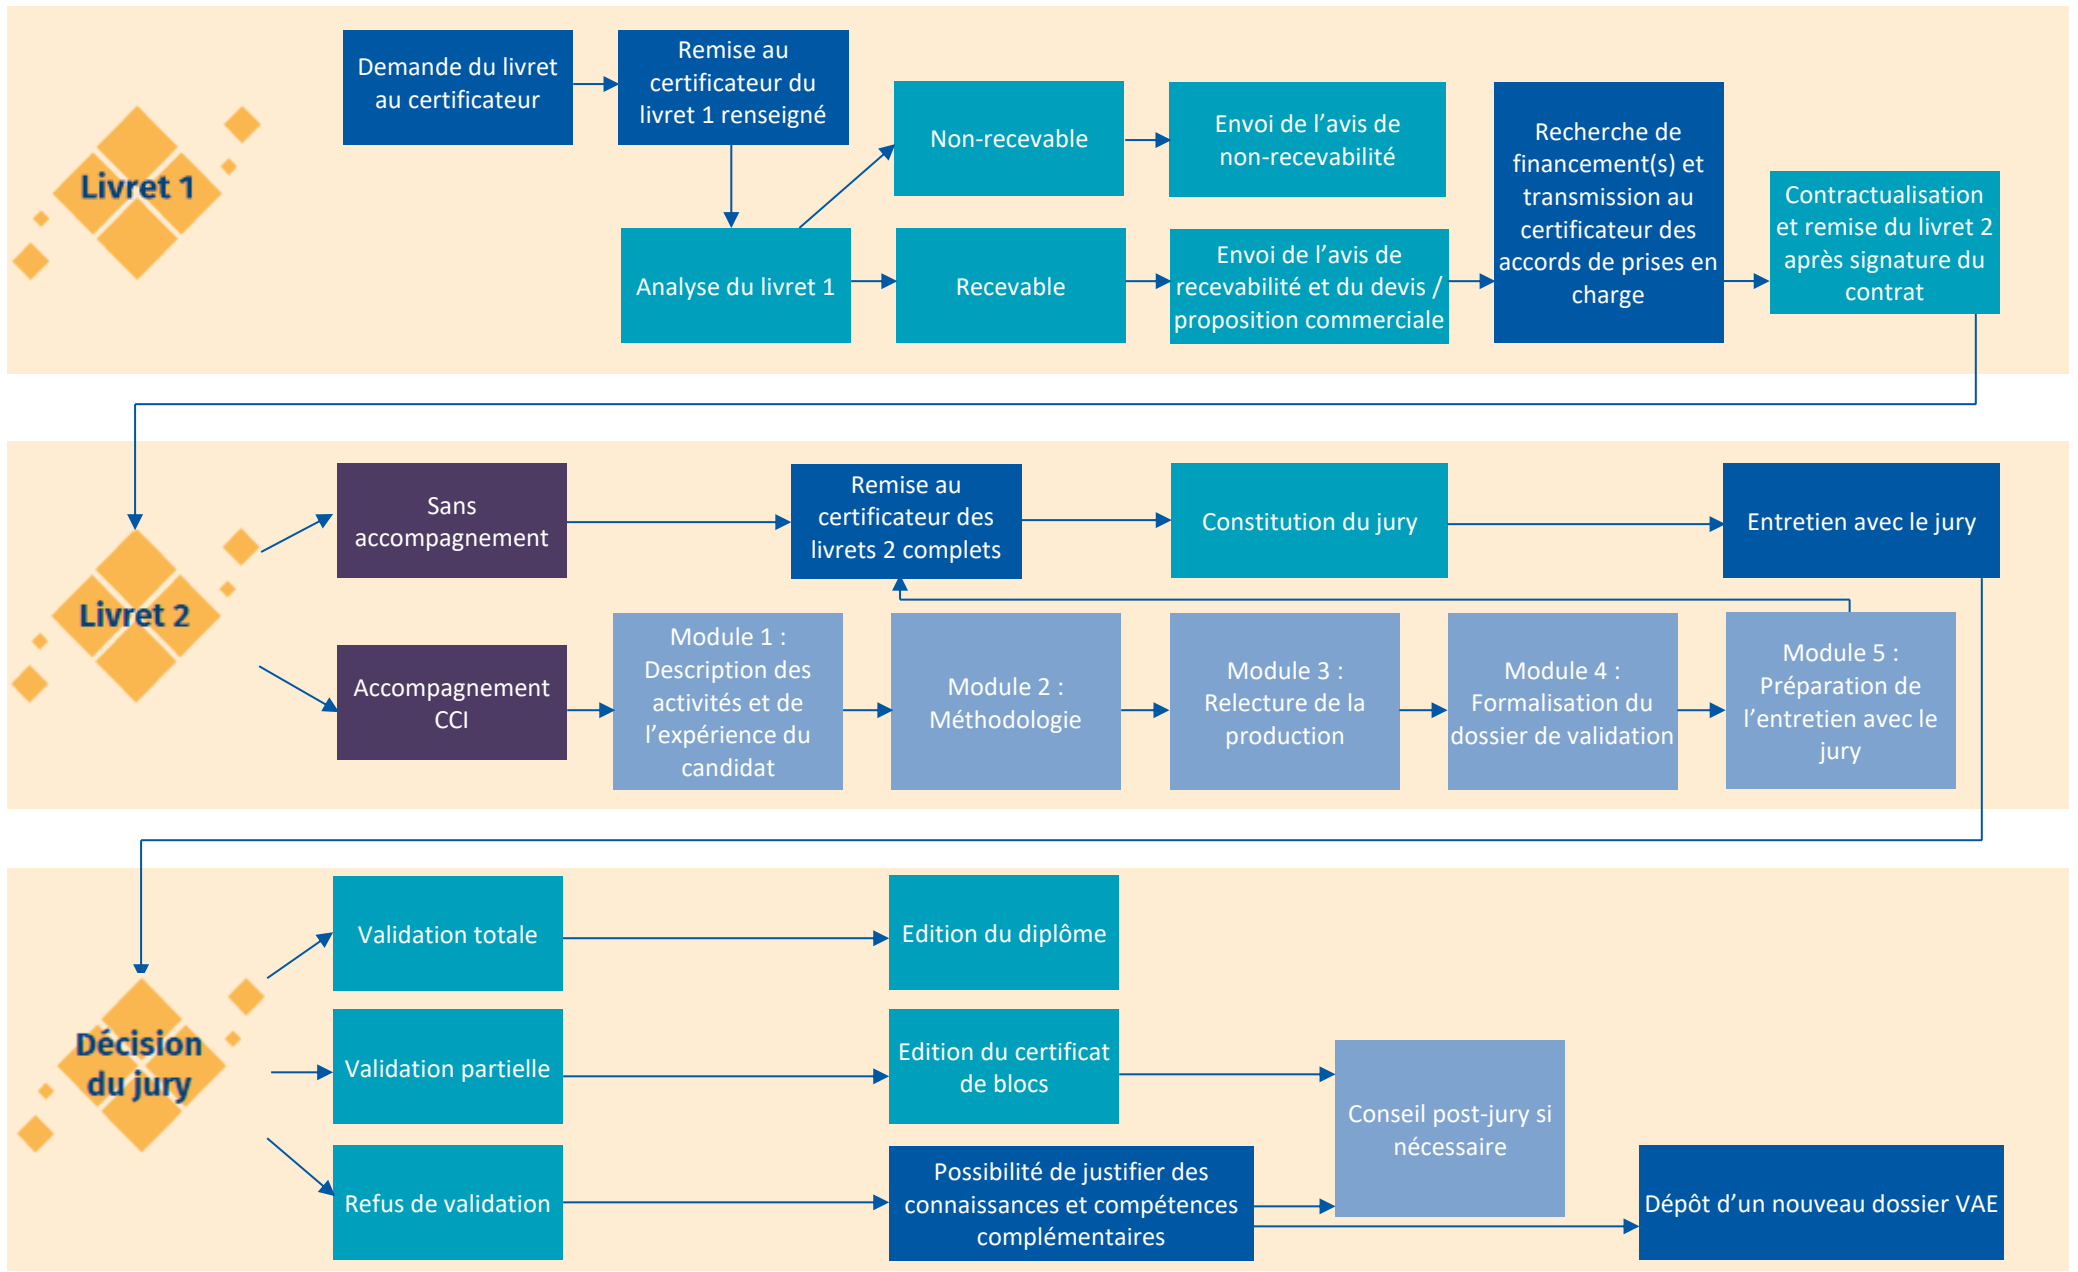 Livret 1
Demande du livret
au certificateur
Remise au
certificateur du
livret 1 renseigné
Non-recevable
Envoi de l’avis de
non-recevabilité
Analyse du livret 1
Recevable
Envoi de l’avis de
recevabilité et du devis /
proposition commerciale
Recherche de
financement(s) et
transmission au
certificateur des
accords de prises en
charge
Contractualisation
et remise du livret 2
après signature du
contrat
Livret 2
Sans
accompagnement
Remise au
certificateur des
livrets 2 complets
Constitution du jury
Entretien avec le jury
Accompagnement
CCI
Module 1 :
Description des
activités et de
l’expérience du
candidat
Module 2 :
Méthodologie
Module 3 :
Relecture de la
production
Module 4 :
Formalisation du
dossier de validation
Module 5 :
Préparation de
l’entretien avec le
jury
Décision
du jury
Validation totale
Edition du diplôme
Validation partielle
Edition du certificat
de blocs
Conseil post-jury si
nécessaire
Refus de validation
Possibilité de justifier des
connaissances et compétences
complémentaires
Dépôt d’un nouveau dossier VAE